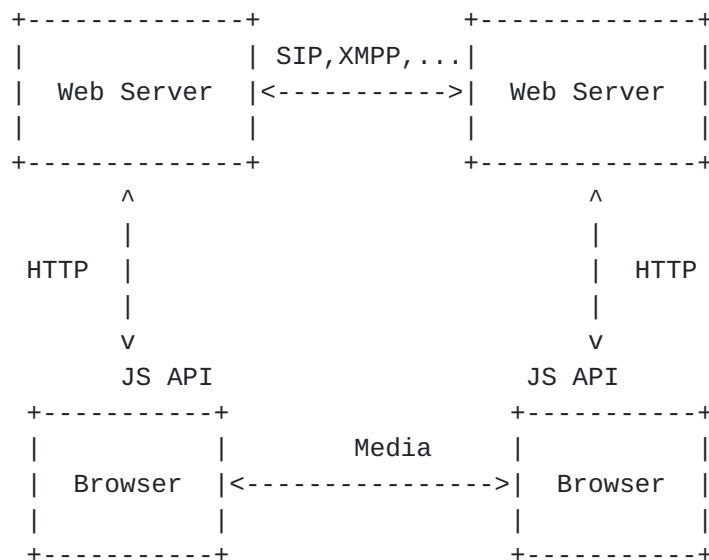 +--------------+ +--------------+
| | SIP,XMPP,...| |
| Web Server |<----------->| Web Server |
| | | |
+--------------+ +--------------+
^ ^
| |
HTTP | | HTTP
| |
v v
JS API JS API
+-----------+ +-----------+
| | Media | |
| Browser |<---------------->| Browser |
| | | |
+-----------+ +-----------+